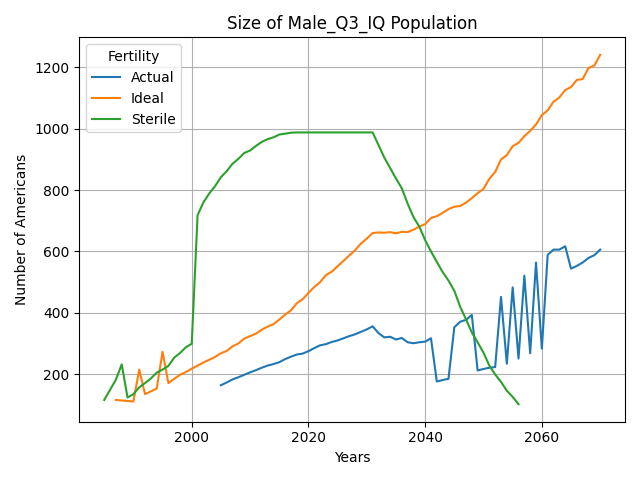 Size of Male_Q3_IQ Population
Fertility
Actual
Ideal
Sterile
Number of Americans
1200
1000
800
600
400
200
2000
2020
2040
2060
Years